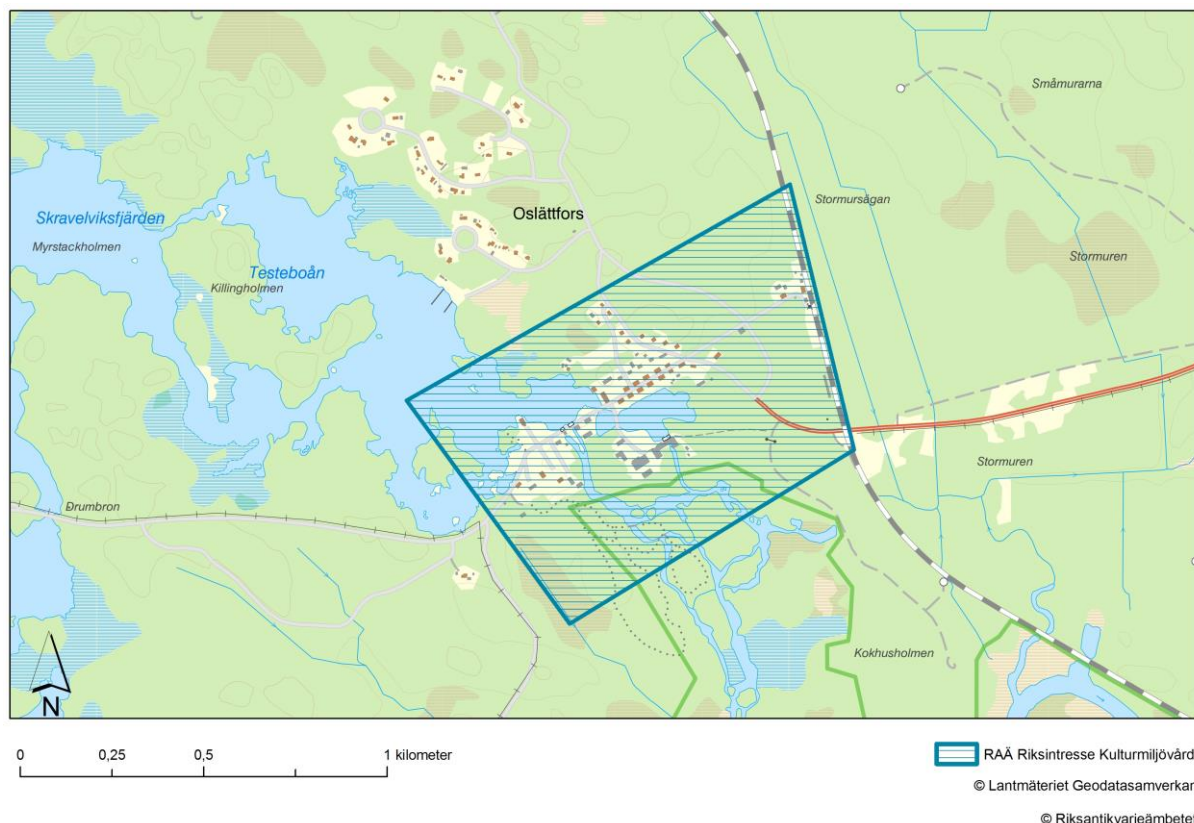 Småmurarna
Stormursågan
Oslättfors
Skravelviksfjärden
Myrstackholmen
Testeboån
Killingholmen
Stormuren
Stormuren
Drumbron
Kokhusholmen
N
0 0,25 0,5 1 kilometer
RAÄ Riksintresse Kulturmiljövård
© Lantmäteriet Geodatasamverkan
© Riksantikvarieämbetet